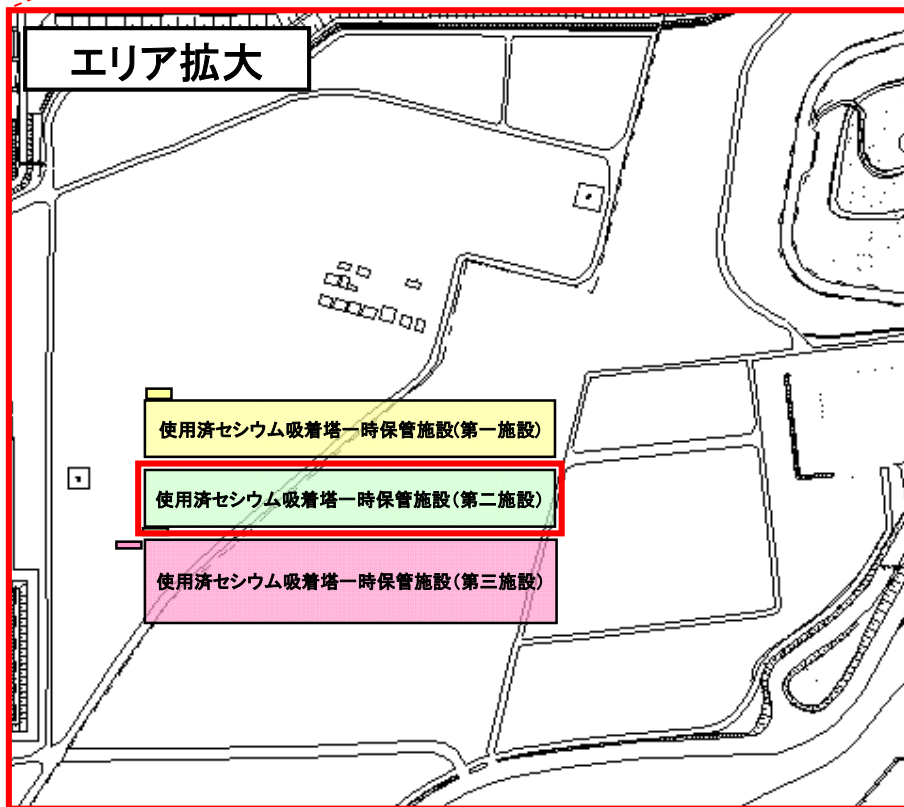 エリア拡大
使用済セシウム吸着塔一時保管施設(第一施設)
使用済セシウム吸着塔一時保管施設(第二施設)
使用済セシウム吸着塔一時保管施設(第三施設)